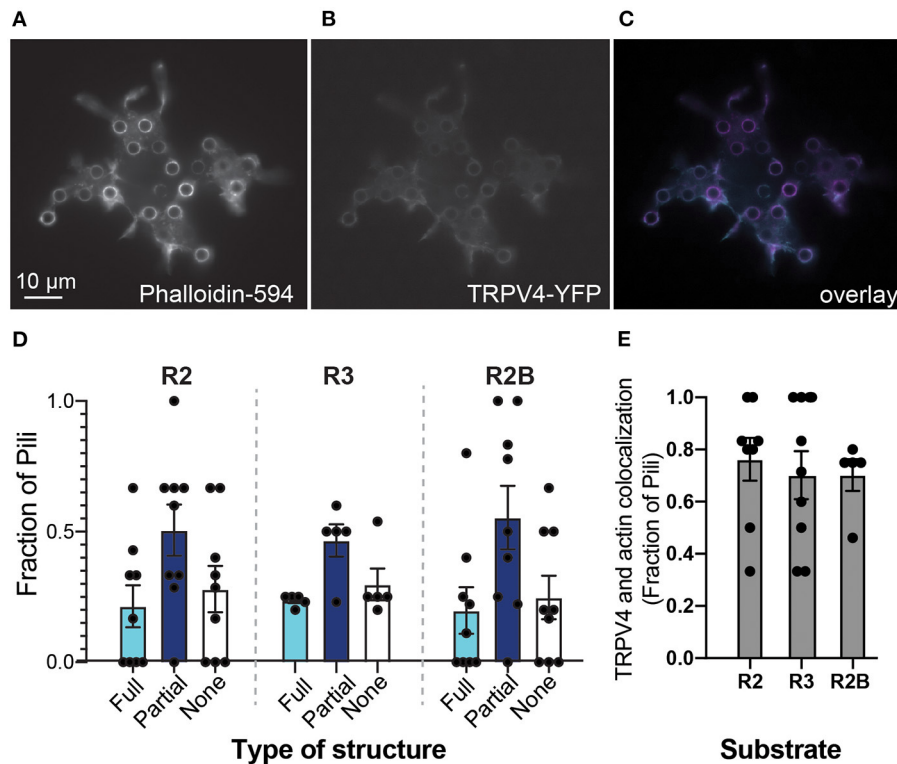 A
B
C
10 µm
Phalloidin-594
TRPV4-YFP
overlay
D
R2
R3
R2B
Fraction of Pili
1.0
0.5
0.0
Full
Partial
None
Full
Partial
None
Full
Partial
None
Type of structure
E
TRPV4 and actin colocalization
(Fraction of Pili)
1.0
0.8
0.6
0.4
0.2
0.0
R2
R3
R2B
Substrate